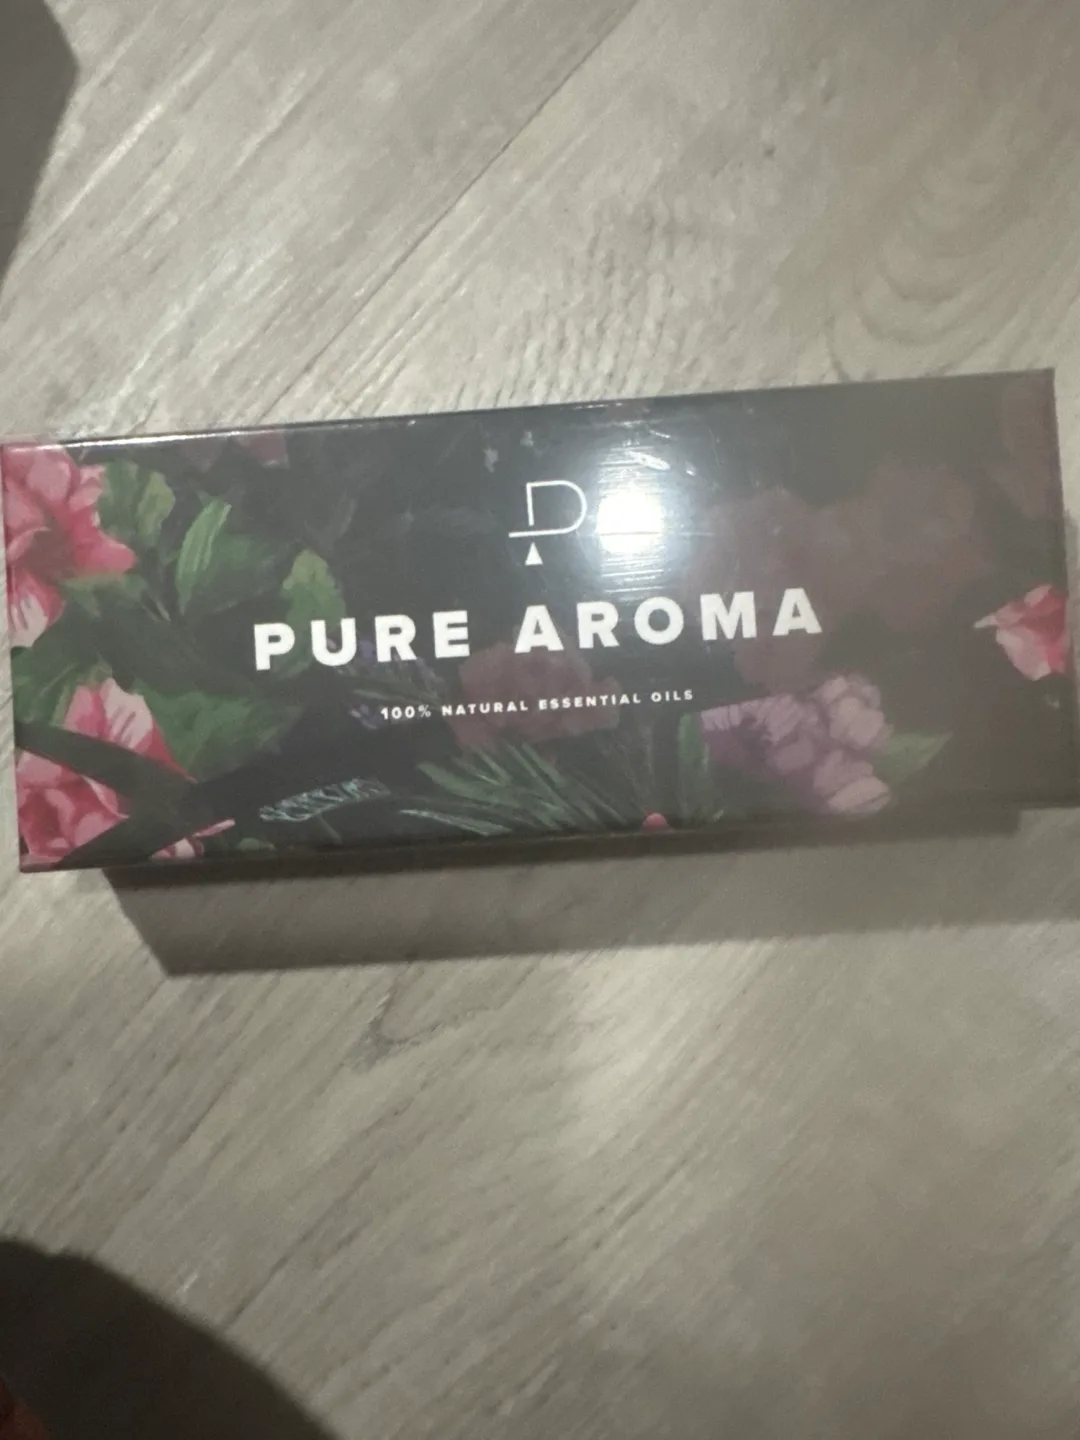 PURE AROMA
100% NATURAL ESSENTIAL OILS